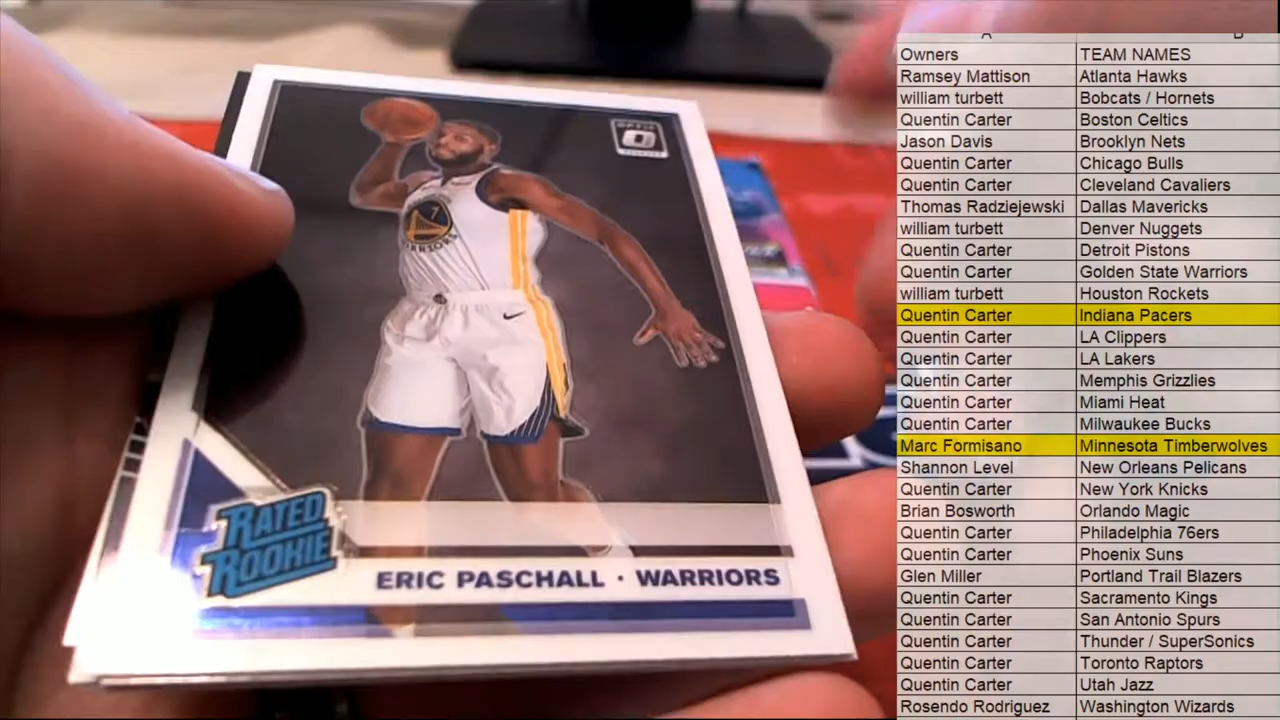 OPTIC
7
WARRIORS
RATED
ROOKIE
ERIC PASCHALL · WARRIORS
A B
Owners TEAM NAMES
Ramsey Mattison Atlanta Hawks
william turbett Bobcats / Hornets
Quentin Carter Boston Celtics
Jason Davis Brooklyn Nets
Quentin Carter Chicago Bulls
Quentin Carter Cleveland Cavaliers
Thomas Radziejewski Dallas Mavericks
william turbett Denver Nuggets
Quentin Carter Detroit Pistons
Quentin Carter Golden State Warriors
william turbett Houston Rockets
Quentin Carter Indiana Pacers
Quentin Carter LA Clippers
Quentin Carter LA Lakers
Quentin Carter Memphis Grizzlies
Quentin Carter Miami Heat
Quentin Carter Milwaukee Bucks
Marc Formisano Minnesota Timberwolves
Shannon Level New Orleans Pelicans
Quentin Carter New York Knicks
Brian Bosworth Orlando Magic
Quentin Carter Philadelphia 76ers
Quentin Carter Phoenix Suns
Glen Miller Portland Trail Blazers
Quentin Carter Sacramento Kings
Quentin Carter San Antonio Spurs
Quentin Carter Thunder / SuperSonics
Quentin Carter Toronto Raptors
Quentin Carter Utah Jazz
Rosendo Rodriguez Washington Wizards